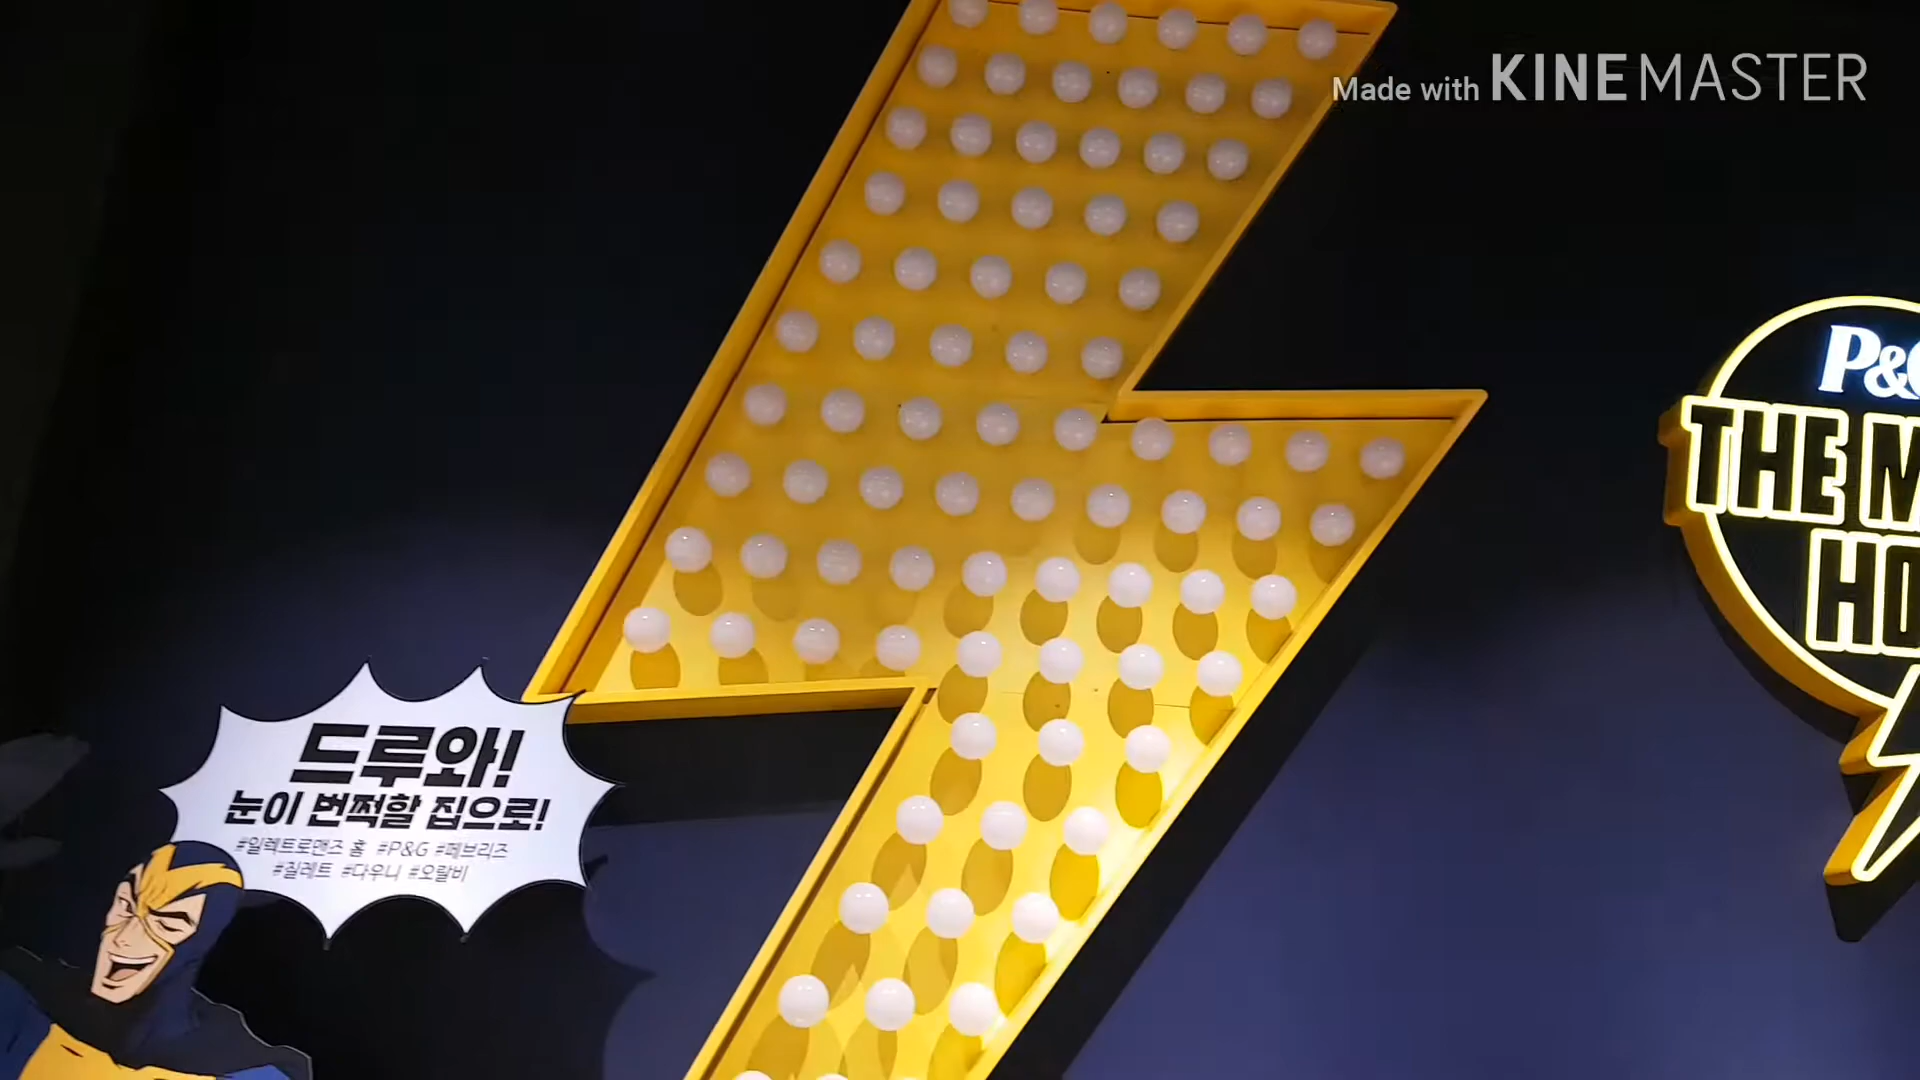 Made with KINEMASTER
드루와!
눈이 번쩍할 집으로!
#일렉트로맨즈 홈 #P&G #페브리즈
#질레트 #다우니 #오랄비
P&
THE
HO